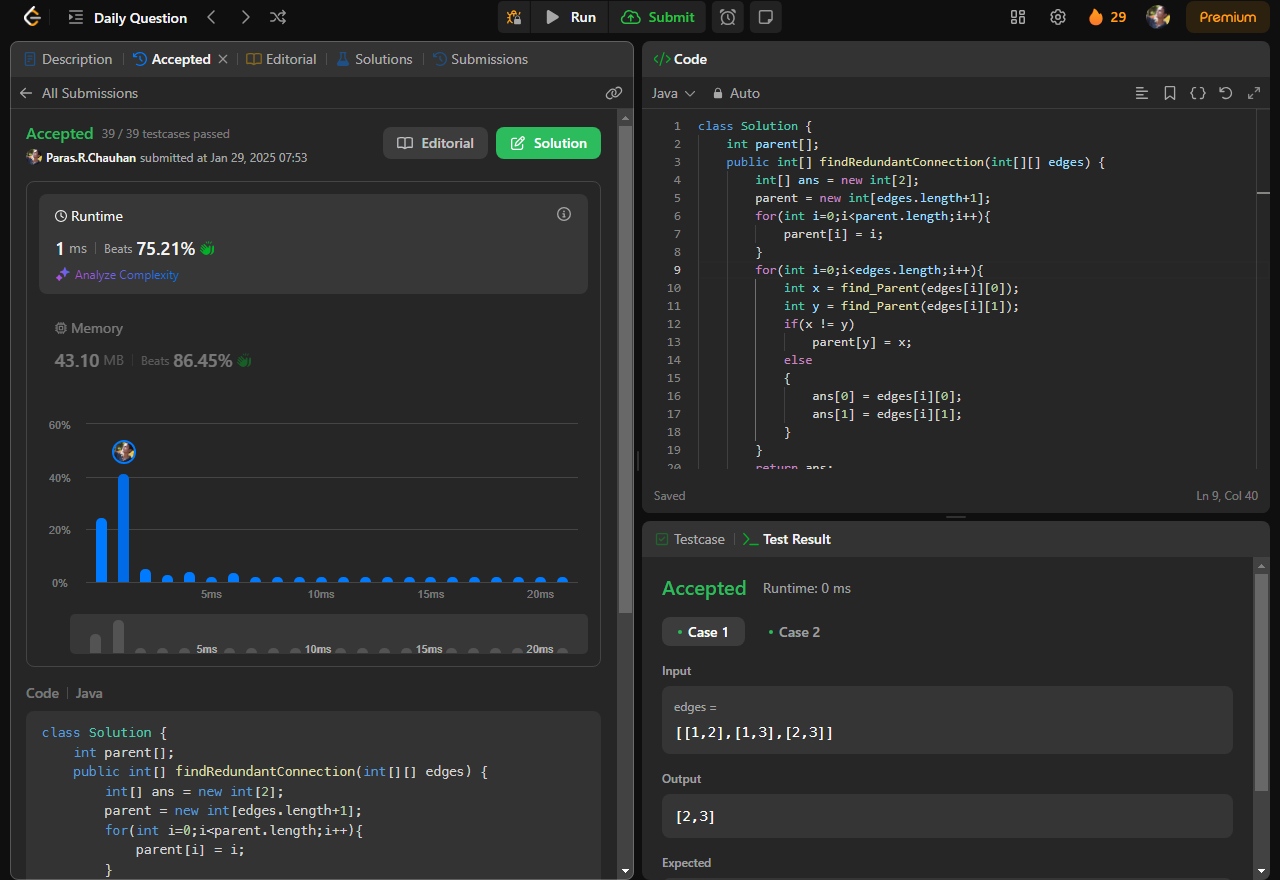 Daily Question
Run
Submit
29
Premium
Description
Accepted
Editorial
Solutions
Submissions
All Submissions
Accepted 39 / 39 testcases passed
Paras.R.Chauhan submitted at Jan 29, 2025 07:53
Editorial
Solution
Runtime
1 ms Beats 75.21%
Analyze Complexity
Memory
43.10 MB Beats 86.45%
60%
40%
20%
0%
5ms 10ms 15ms 20ms
5ms 10ms 15ms 20ms
Code Java
class Solution {
    int parent[];
    public int[] findRedundantConnection(int[][] edges) {
        int[] ans = new int[2];
        parent = new int[edges.length+1];
        for(int i=0;i<parent.length;i++){
            parent[i] = i;
        }
</> Code
Java Auto
1 class Solution {
2     int parent[];
3     public int[] findRedundantConnection(int[][] edges) {
4         int[] ans = new int[2];
5         parent = new int[edges.length+1];
6         for(int i=0;i<parent.length;i++){
7             parent[i] = i;
8         }
9         for(int i=0;i<edges.length;i++){
10             int x = find_Parent(edges[i][0]);
11             int y = find_Parent(edges[i][1]);
12             if(x != y)
13                 parent[y] = x;
14             else
15             {
16                 ans[0] = edges[i][0];
17                 ans[1] = edges[i][1];
18             }
19         }
20         return ans;
Saved
Ln 9, Col 40
Testcase
Test Result
Accepted Runtime: 0 ms
Case 1
Case 2
Input
edges =
[[1,2],[1,3],[2,3]]
Output
[2,3]
Expected